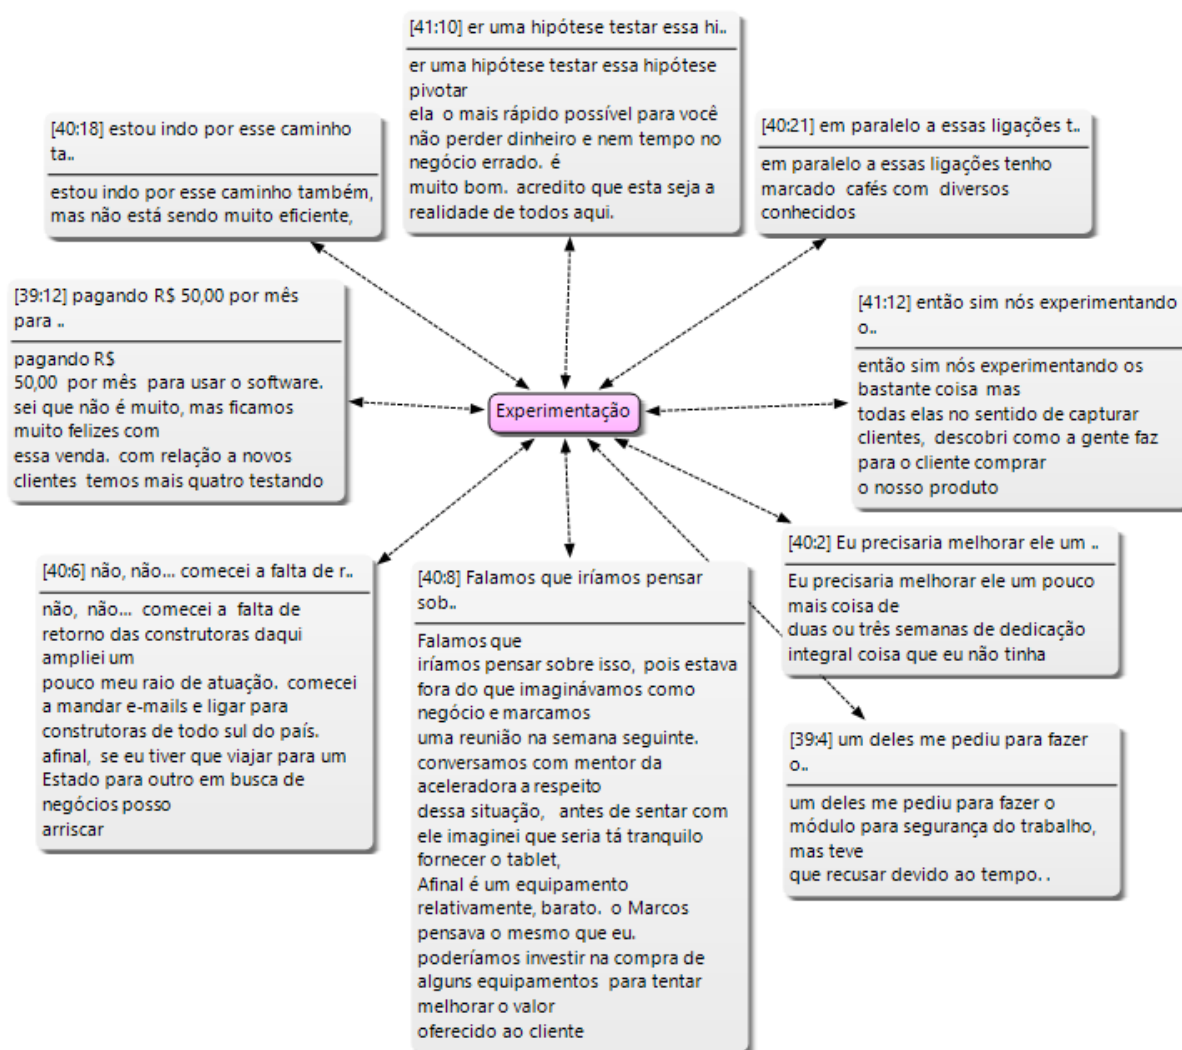 [41:10] er uma hipótese testar essa hi..
er uma hipótese testar essa hipótese
pivotar
ela o mais rápido possível para você
não perder dinheiro e nem tempo no
negócio errado. é
muito bom. acredito que esta seja a
realidade de todos aqui.
[40:18] estou indo por esse caminho
ta..
estou indo por esse caminho também,
mas não está sendo muito eficiente,
[40:21] em paralelo a essas ligações t..
em paralelo a essas ligações tenho
marcado cafés com diversos
conhecidos
[39:12] pagando R$ 50,00 por mês
para ..
pagando R$
50,00 por mês para usar o software.
sei que não é muito, mas ficamos
muito felizes com
essa venda. com relação a novos
clientes temos mais quatro testando
[41:12] então sim nós experimentando
o..
então sim nós experimentando os
bastante coisa mas
todas elas no sentido de capturar
clientes, descobri como a gente faz
para o cliente comprar
o nosso produto
Experimentação
[40:6] não, não... comecei a falta de r..
não, não... comecei a falta de
retorno das construtoras daqui
ampliei um
pouco meu raio de atuação. comecei
a mandar e-mails e ligar para
construtoras de todo sul do país.
afinal, se eu tiver que viajar para um
Estado para outro em busca de
negócios posso
arriscar
[40:8] Falamos que iríamos pensar
sob..
Falamos que
iríamos pensar sobre isso, pois estava
fora do que imaginávamos como
negócio e marcamos
uma reunião na semana seguinte.
conversamos com mentor da
aceleradora a respeito
dessa situação, antes de sentar com
ele imaginei que seria tá tranquilo
fornecer o tablet,
Afinal é um equipamento
relativamente, barato. o Marcos
pensava o mesmo que eu.
poderíamos investir na compra de
alguns equipamentos para tentar
melhorar o valor
oferecido ao cliente
[40:2] Eu precisaria melhorar ele um ..
Eu precisaria melhorar ele um pouco
mais coisa de
duas ou três semanas de dedicação
integral coisa que eu não tinha
[39:4] um deles me pediu para fazer
o..
um deles me pediu para fazer o
módulo para segurança do trabalho,
mas teve
que recusar devido ao tempo. .